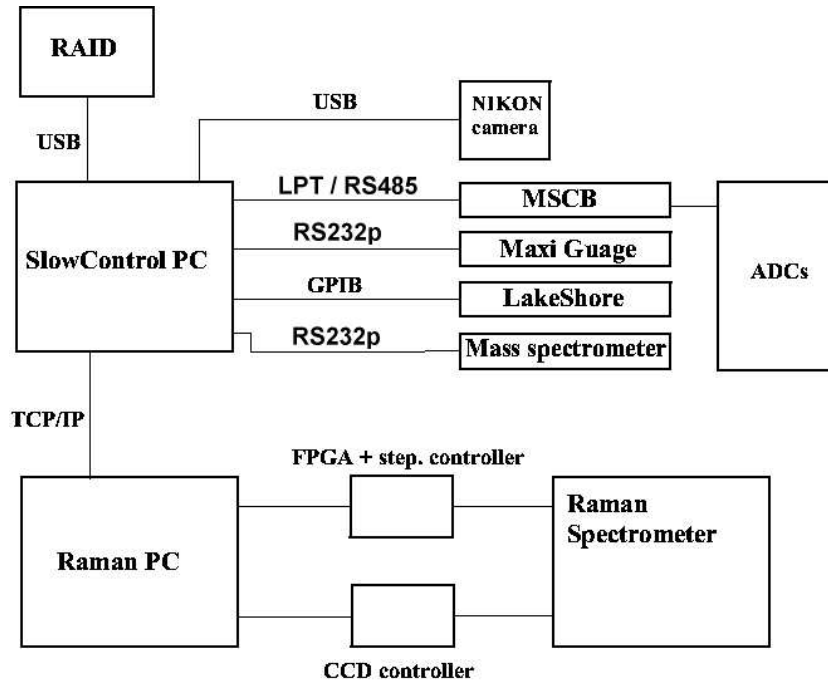 RAID
USB
USB
NIKON
camera
LPT / RS485
MSCB
RS232p
Maxi Guage
SlowControl PC
ADCs
GPIB
LakeShore
RS232p
Mass spectrometer
TCP/IP
FPGA + step. controller
Raman
Spectrometer
Raman PC
CCD controller